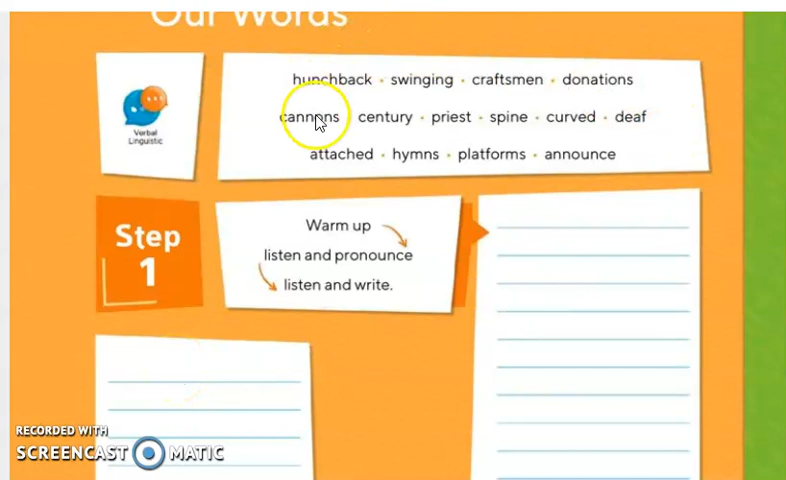 Our Words
hunchback • swinging • craftsmen • donations
cannons • century • priest • spine • curved • deaf
attached • hymns • platforms • announce
Verbal
Linguistic
Step
1
Warm up
listen and pronounce
listen and write.
RECORDED WITH
SCREENCAST MATIC